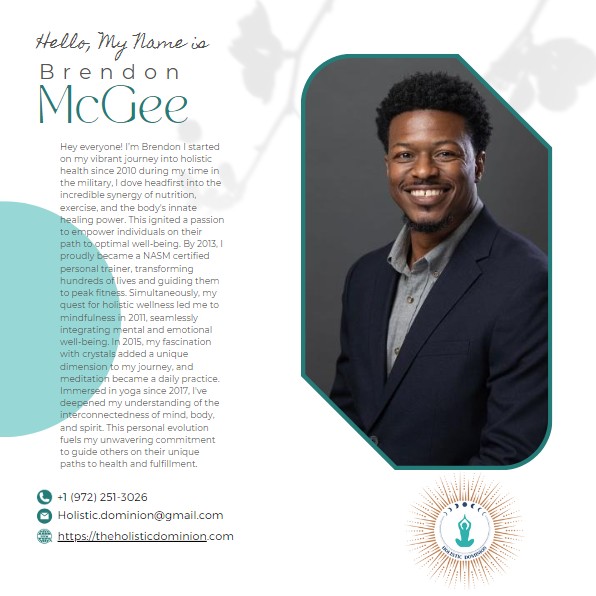 Hello, My Name is
Brendon
McGee
Hey everyone! I'm Brendon I started
on my vibrant journey into holistic
health since 2010 during my time in
the military, I dove headfirst into the
incredible synergy of nutrition,
exercise, and the body's innate
healing power. This ignited a passion
to empower individuals on their
path to optimal well-being. By 2013, I
proudly became a NASM certified
personal trainer, transforming
hundreds of lives and guiding them
to peak fitness. Simultaneously, my
quest for holistic wellness led me to
mindfulness in 2011, seamlessly
integrating mental and emotional
well-being. In 2015, my fascination
with crystals added a unique
dimension to my journey, and
meditation became a daily practice.
Immersed in yoga since 2017, I've
deepened my understanding of the
interconnectedness of mind, body,
and spirit. This personal evolution
fuels my unwavering commitment
to guide others on their unique
paths to health and fulfillment.
+1 (972) 251-3026
Holistic.dominion@gmail.com
https://theholisticdominion.com
HOLISTIC DOMINION